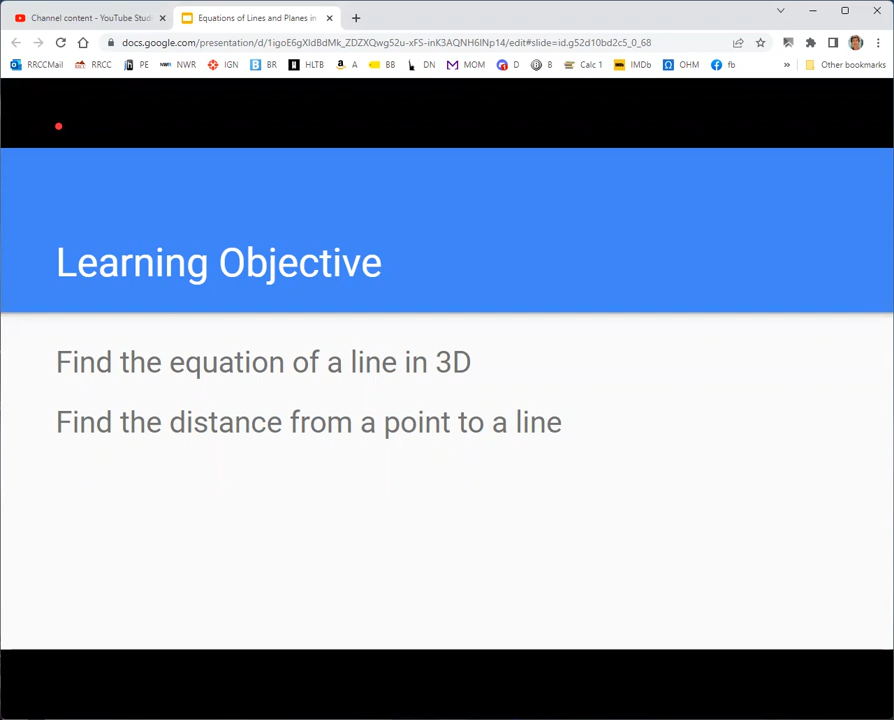 Channel content - YouTube Stud
Equations of Lines and Planes in
docs.google.com/presentation/d/1igoE6gXldBdMk_ZDZXQwg52u-xFS-inK3AQNH6lNp14/edit#slide=id.g52d10bd2c5_0_68
RRCCMail RRCC PE NWR IGN BR HLTB A BB DN MOM D B Calc 1 IMDb OHM fb » Other bookmarks
Learning Objective
Find the equation of a line in 3D
Find the distance from a point to a line